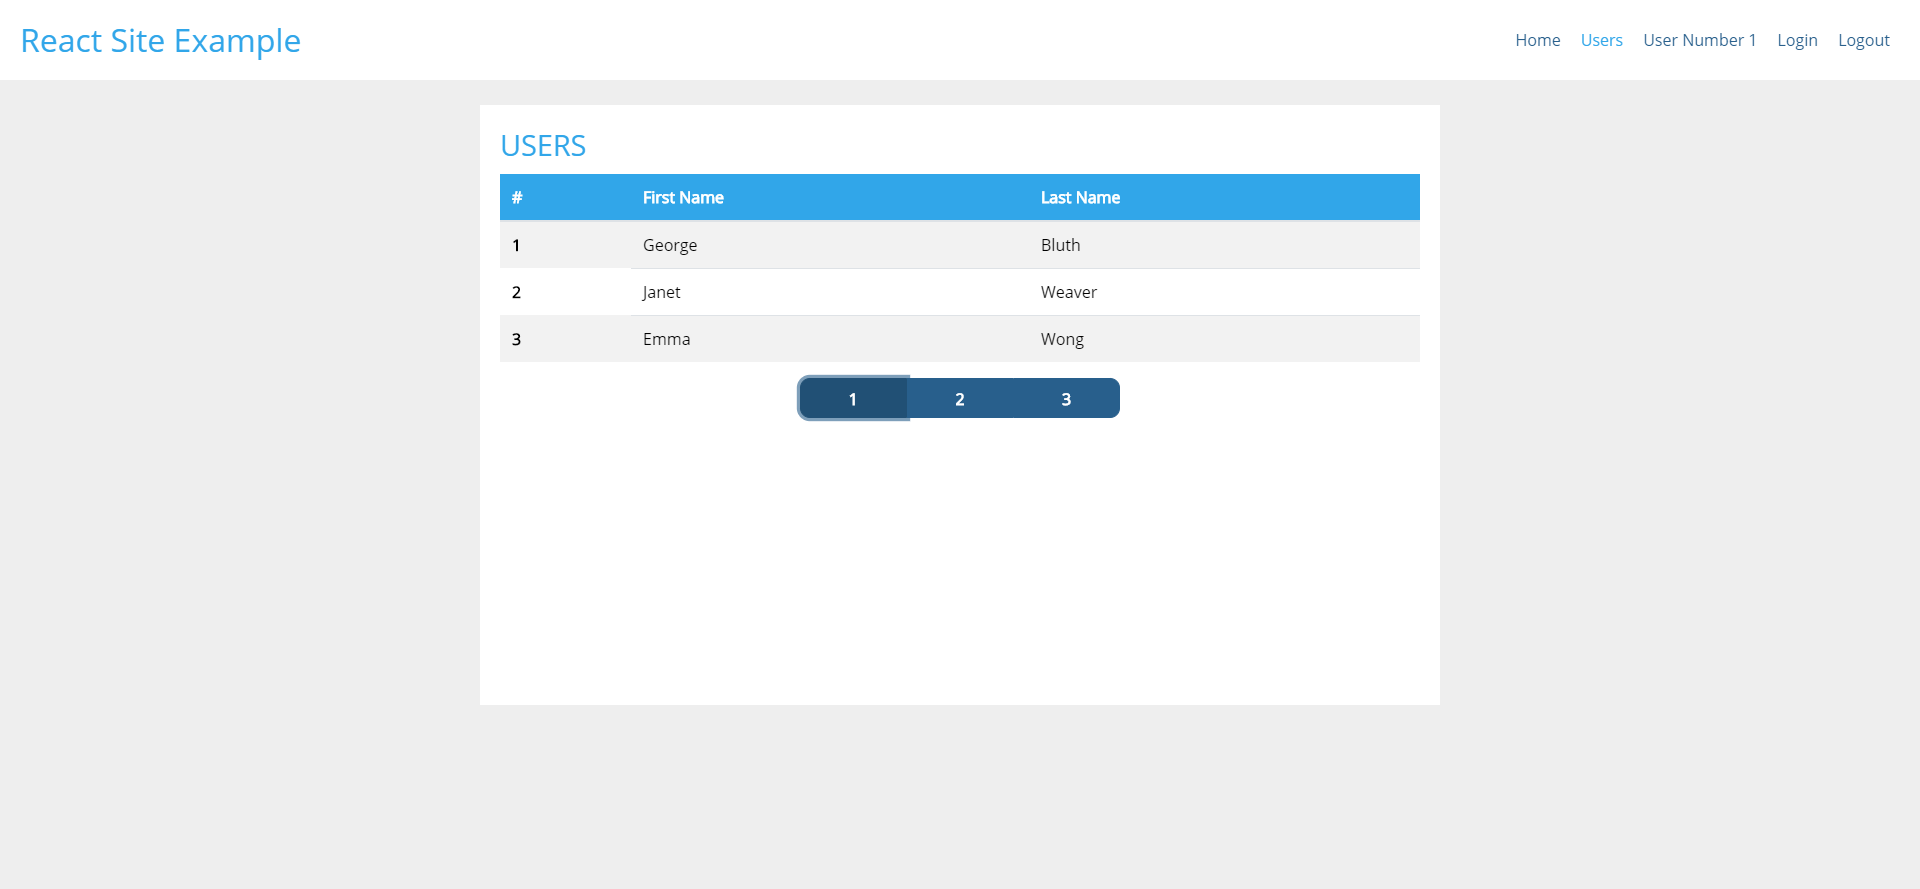 React Site Example
Home Users User Number 1 Login Logout
USERS
# First Name Last Name
1 George Bluth
2 Janet Weaver
3 Emma Wong
1 2 3